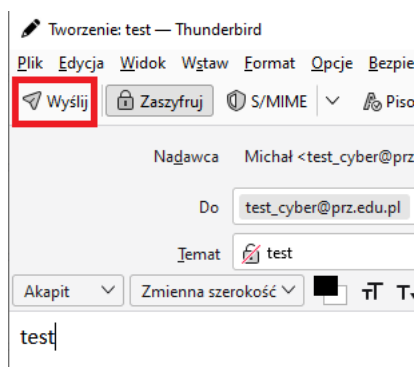 Tworzenie: test — Thunderbird
Plik Edycja Widok Wstaw Format Opcje
Wyślij Zaszyfruj S/MIME
Nadawca Michał <test_cyber@prz
Do test_cyber@prz.edu.pl
Temat test
Akapit Zmienna szerokość
test